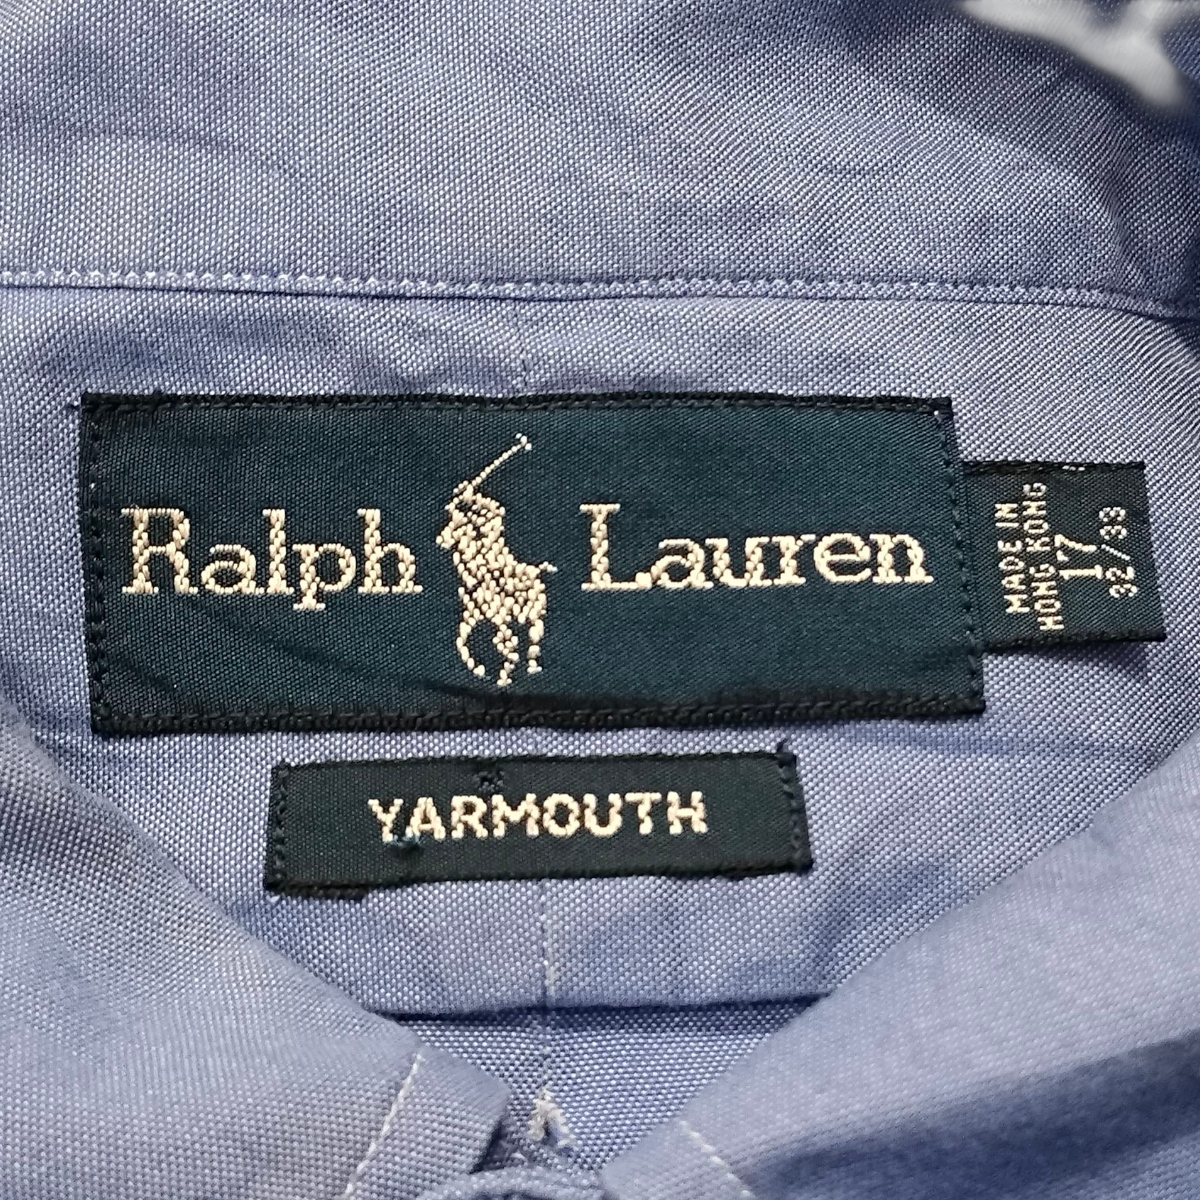 Ralph Lauren
MADE IN
HONG KONG
17
32/33
YARMOUTH